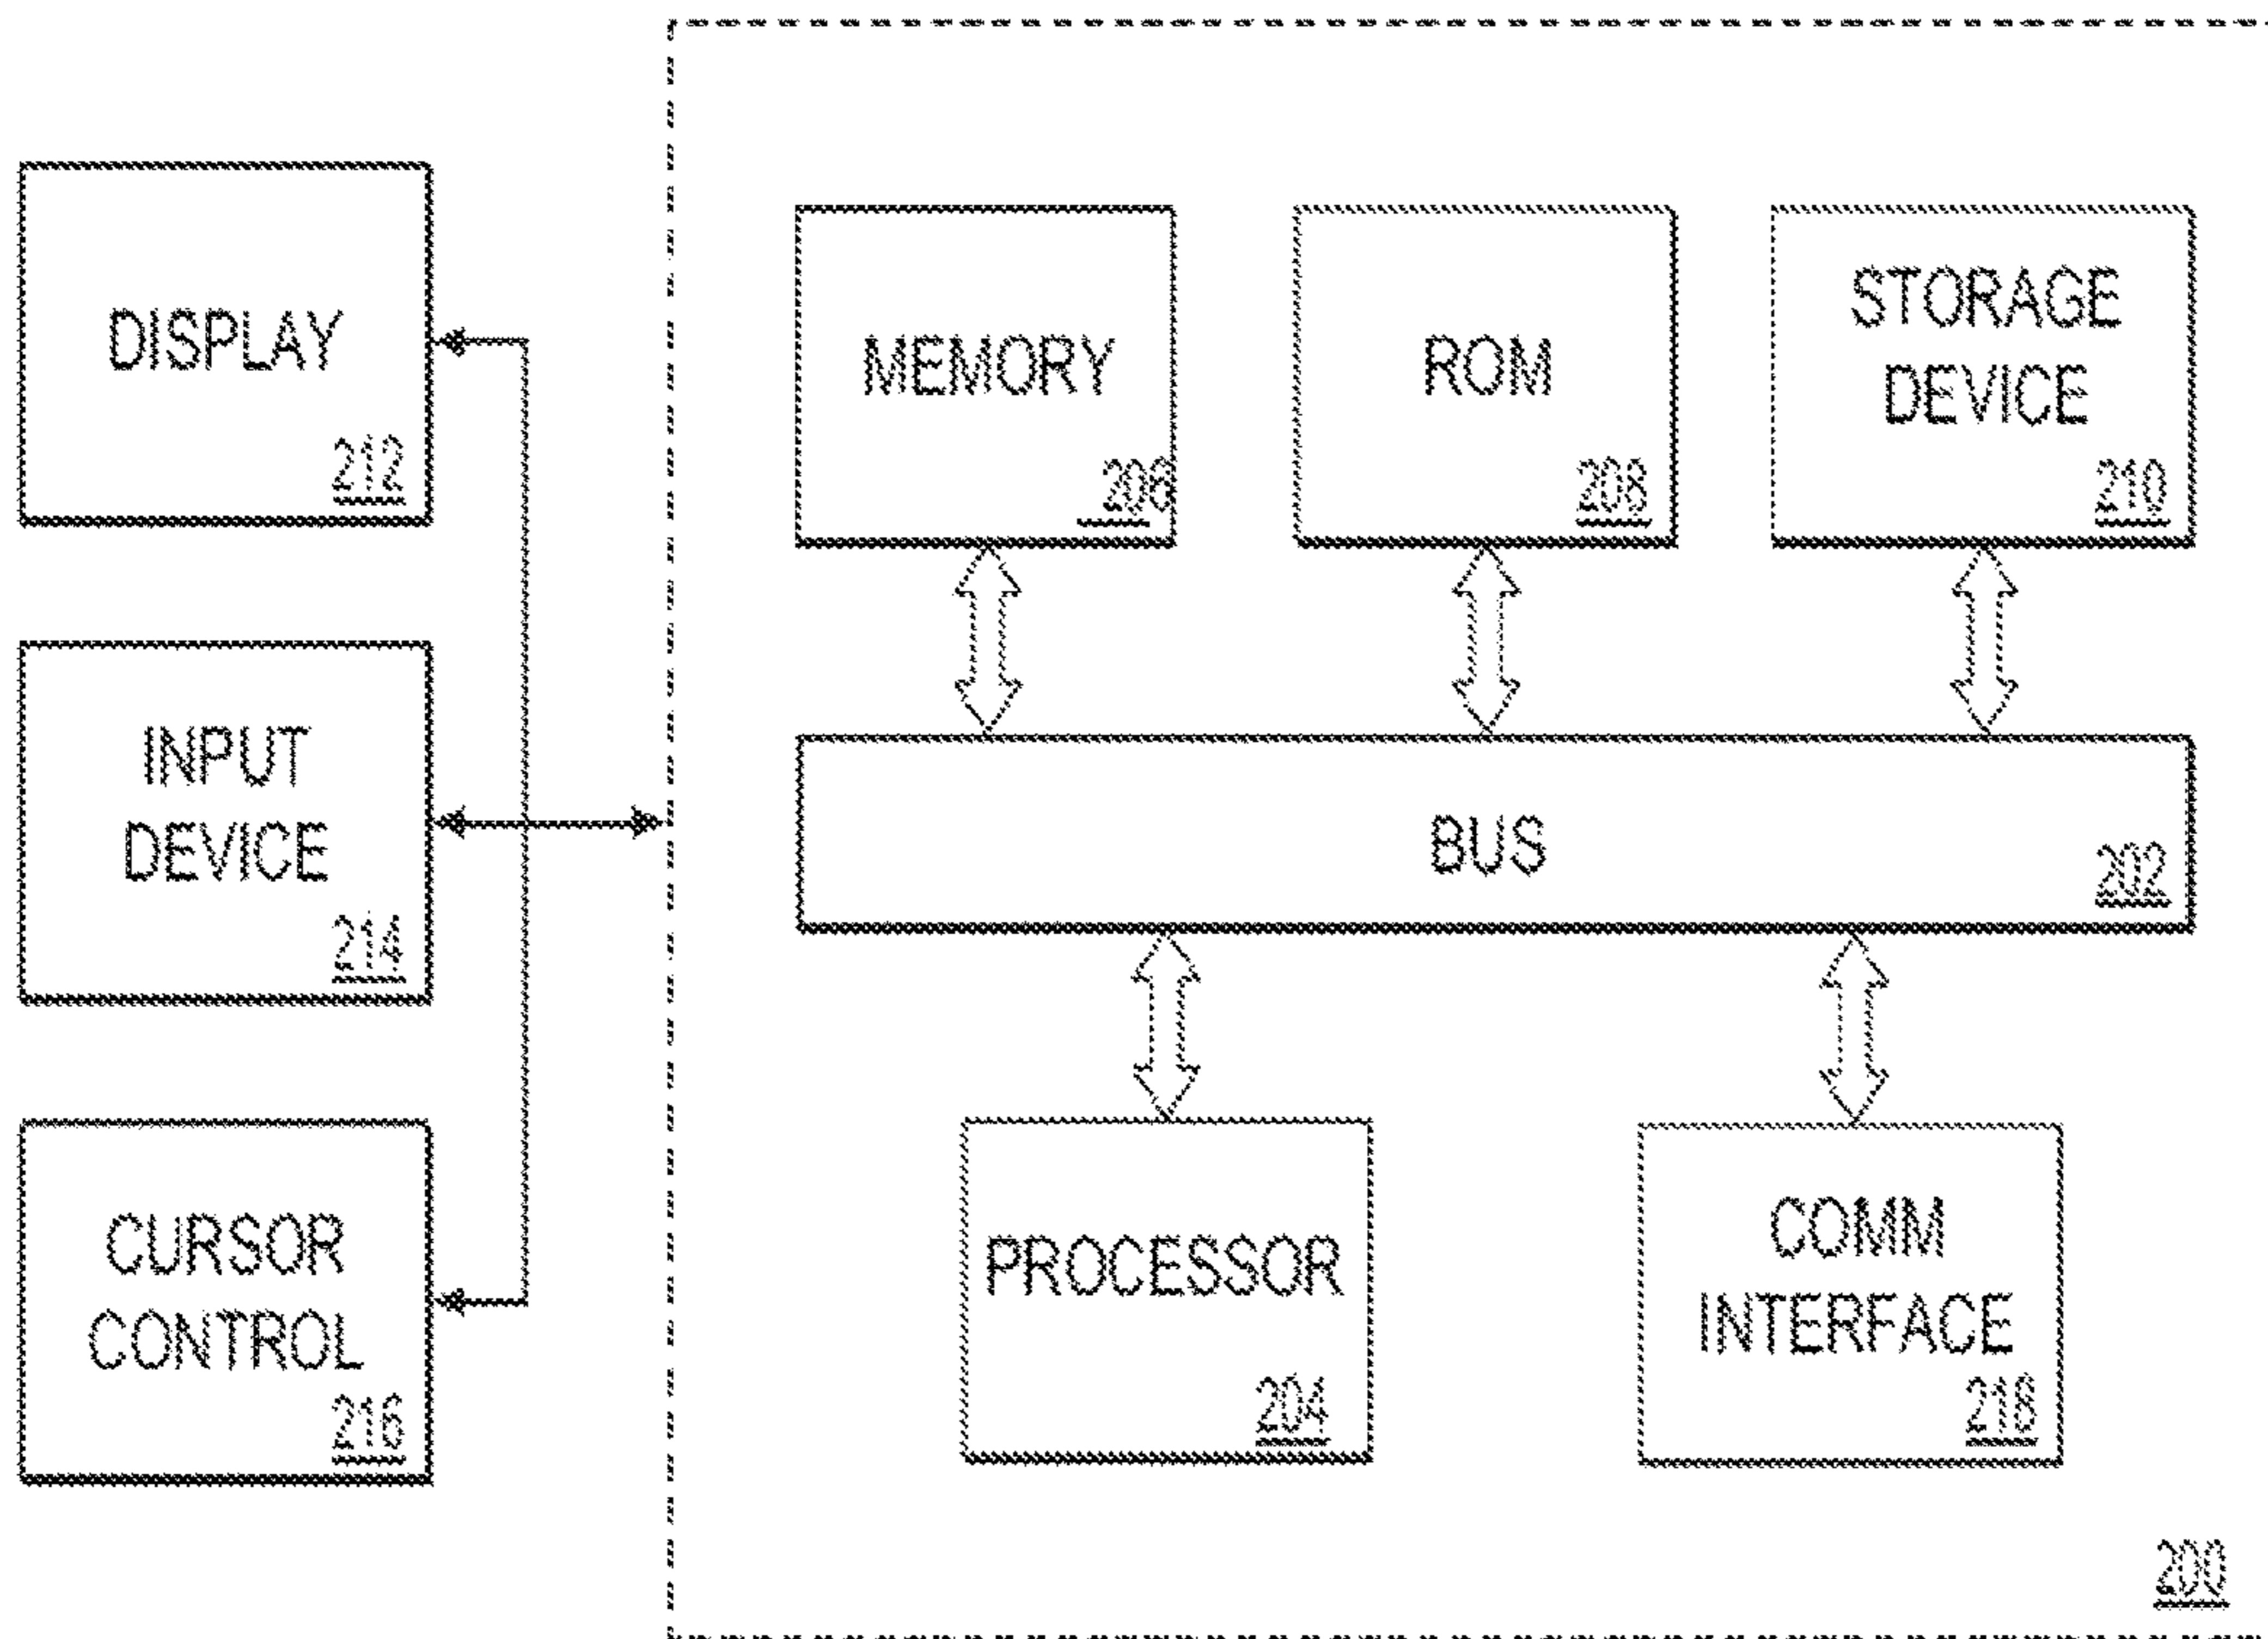 DISPLAY
212
INPUT
DEVICE
214
CURSOR
CONTROL
216
MEMORY
206
ROM
208
STORAGE
DEVICE
210
BUS
202
PROCESSOR
204
COMM
INTERFACE
218
200